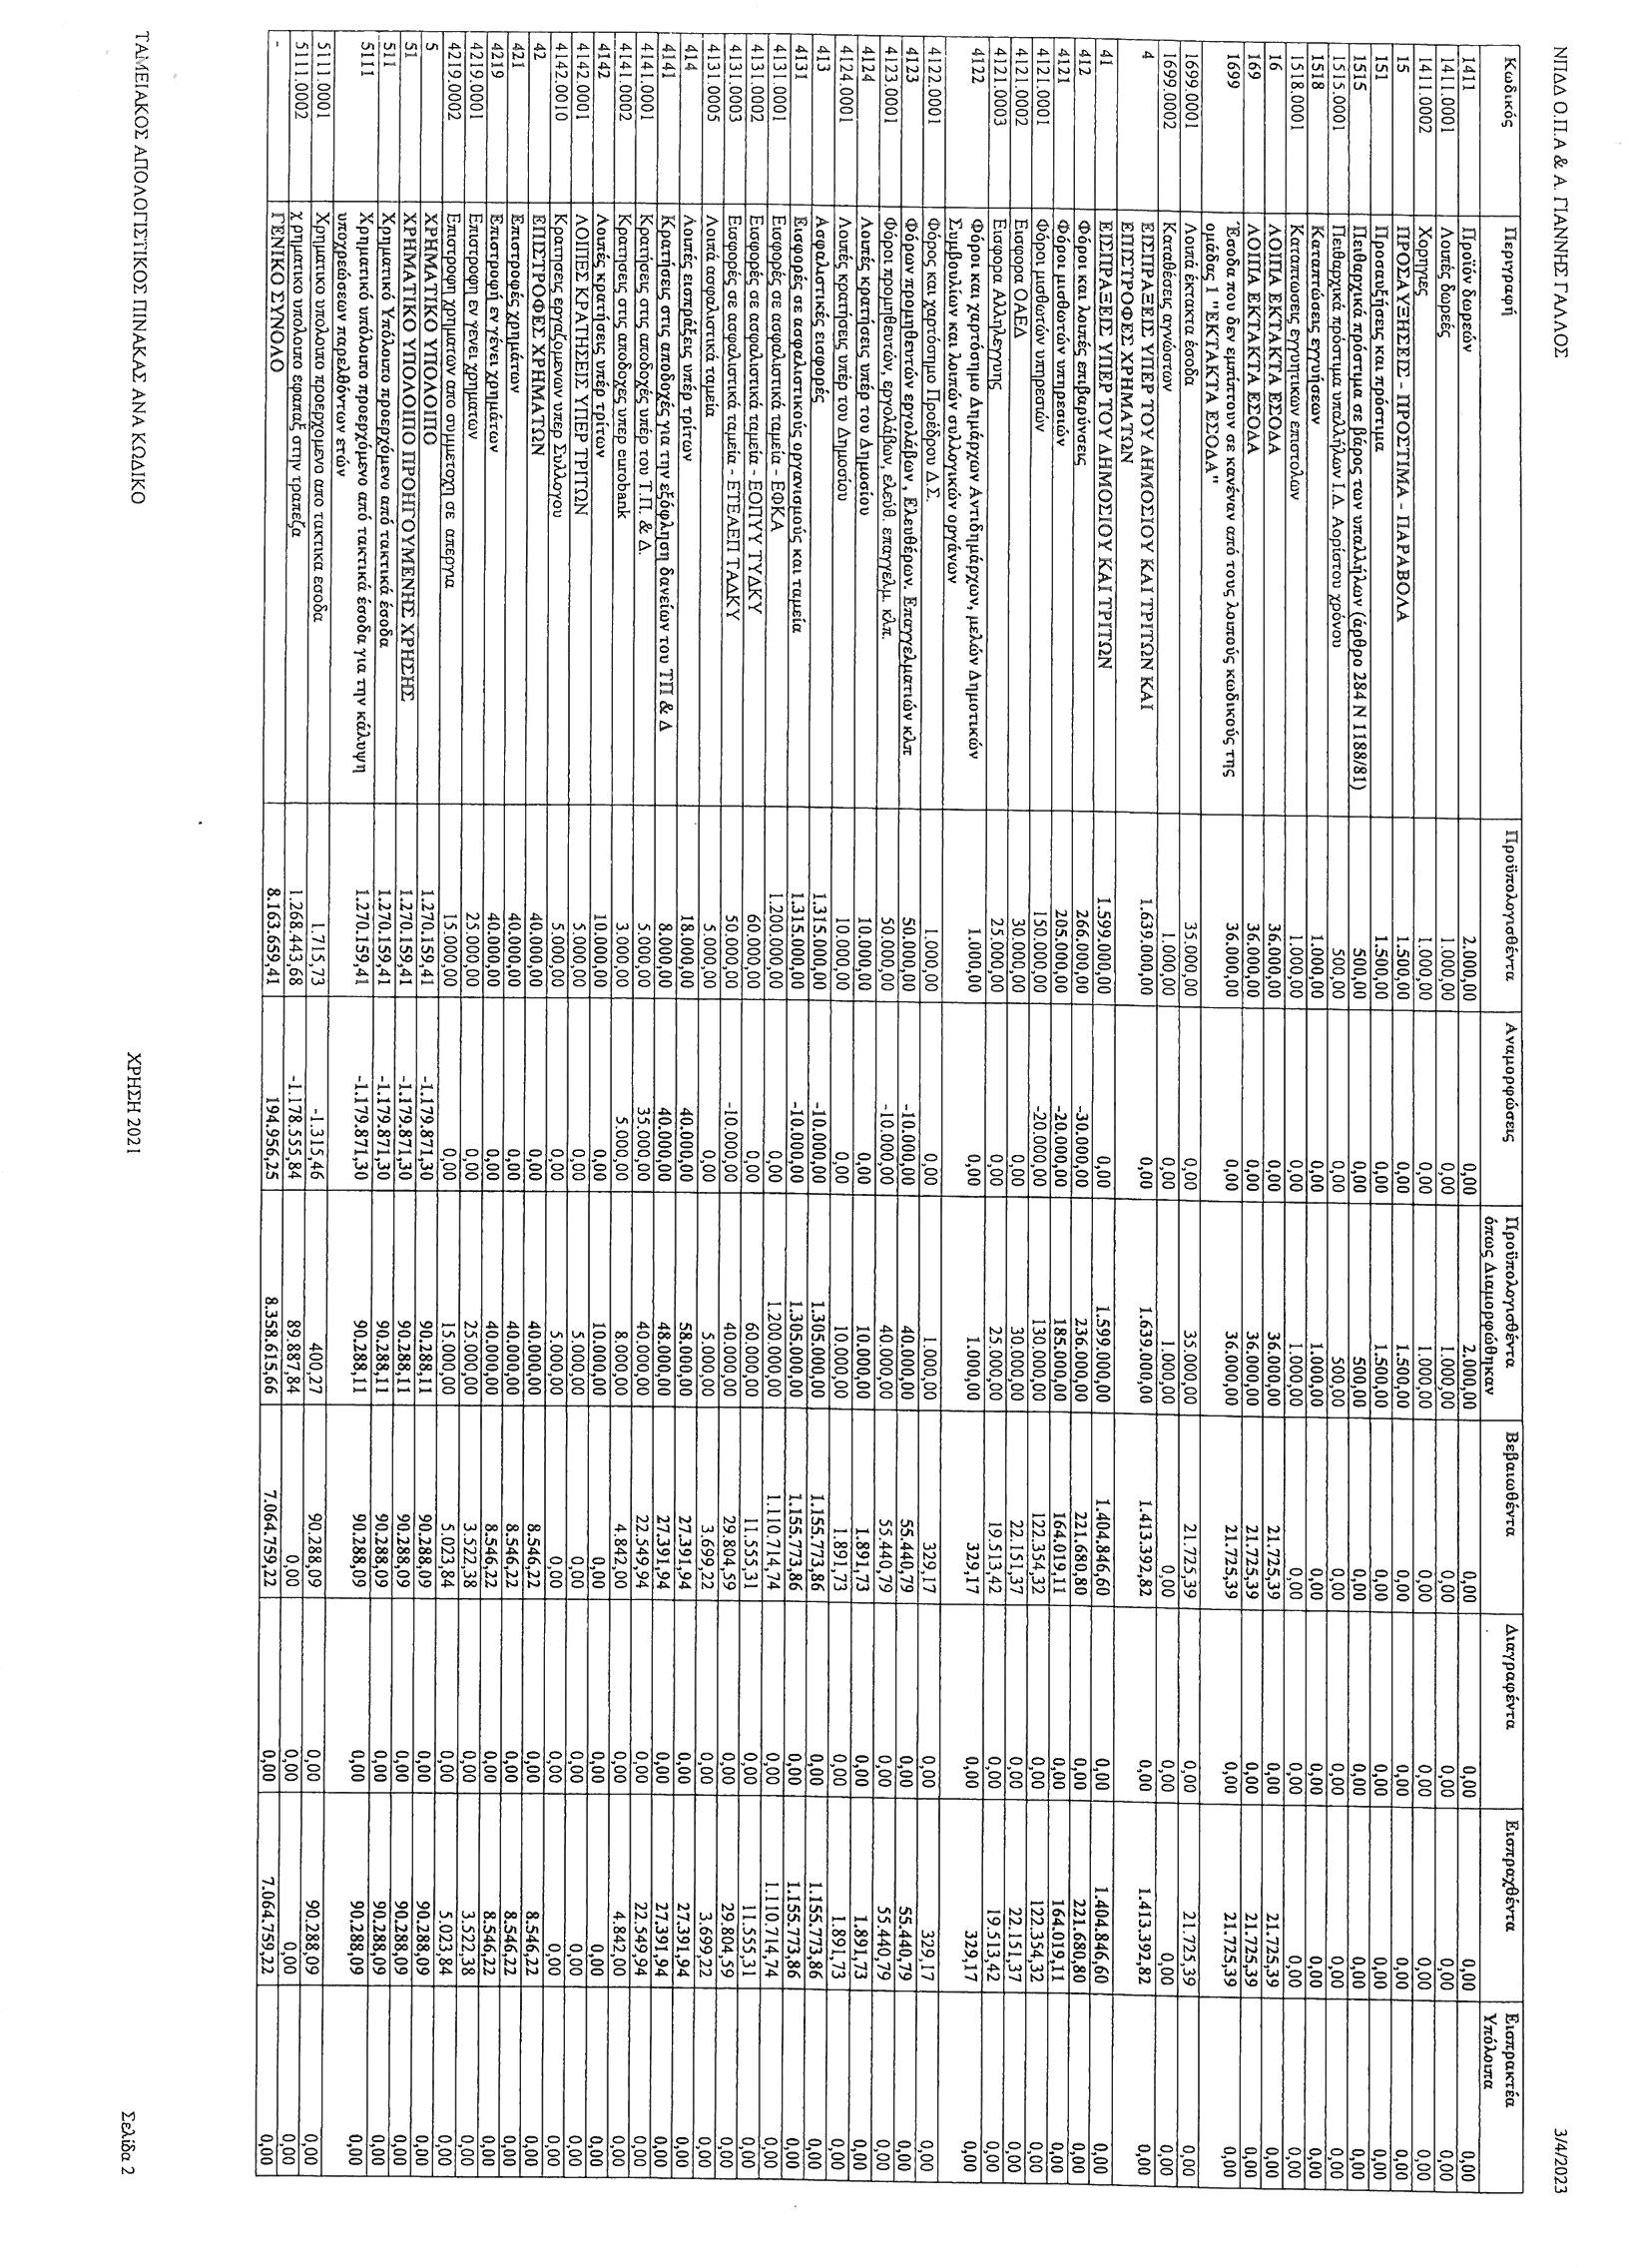 ΝΠΔΔ Ο.Π.Α & Α. ΓΙΑΝΝΗΣ ΓΑΛΛΟΣ 3/4/2023
Κωδικός Περιγραφή Προϋπολογισθέντα Αναμορφώσεις Προϋπολογισθέντα όπως Διαμορφώθηκαν Βεβαιωθέντα Διαγραφέντα Εισπραχθέντα Εισπρακτέα Υπόλοιπα
1411 Προϊόν δωρεών 2.000,00 0,00 2.000,00 0,00 0,00 0,00 0,00
1411.0001 Λοιπές δωρεές 1.000,00 0,00 1.000,00 0,00 0,00 0,00 0,00
1411.0002 Χορηγες 1.000,00 0,00 1.000,00 0,00 0,00 0,00 0,00
15 ΠΡΟΣΑΥΞΗΣΕΙΣ - ΠΡΟΣΤΙΜΑ - ΠΑΡΑΒΟΛΑ 1.500,00 0,00 1.500,00 0,00 0,00 0,00 0,00
151 Προσαυξήσεις και πρόστιμα 1.500,00 0,00 1.500,00 0,00 0,00 0,00 0,00
1515 Πειθαρχικά πρόστιμα σε βάρος των υπαλλήλων (άρθρο 284 Ν 1188/81) 500,00 0,00 500,00 0,00 0,00 0,00 0,00
1515.0001 Πειθαρχικά πρόστιμα υπαλλήλων Ι.Δ. Αορίστου χρόνου 500,00 0,00 500,00 0,00 0,00 0,00 0,00
1518 Καταπτώσεις εγγυήσεων 1.000,00 0,00 1.000,00 0,00 0,00 0,00 0,00
1518.0001 Καταπτωσεις εγγυητικων επιστολων 1.000,00 0,00 1.000,00 0,00 0,00 0,00 0,00
16 ΛΟΙΠΑ ΕΚΤΑΚΤΑ ΕΣΟΔΑ 36.000,00 0,00 36.000,00 21.725,39 0,00 21.725,39 0,00
169 ΛΟΙΠΑ ΕΚΤΑΚΤΑ ΕΣΟΔΑ 36.000,00 0,00 36.000,00 21.725,39 0,00 21.725,39 0,00
1699 Έσοδα που δεν εμπίπτουν σε κανέναν από τους λοιπούς κωδικούς της 36.000,00 0,00 36.000,00 21.725,39 0,00 21.725,39 0,00
ομάδας 1 "ΕΚΤΑΚΤΑ ΕΣΟΔΑ"
1699.0001 Λοιπά έκτακτα έσοδα 35.000,00 0,00 35.000,00 21.725,39 0,00 21.725,39 0,00
1699.0002 Καταθέσεις αγνώστων 1.000,00 0,00 1.000,00 0,00 0,00 0,00 0,00
4 ΕΙΣΠΡΑΞΕΙΣ ΥΠΕΡ ΤΟΥ ΔΗΜΟΣΙΟΥ ΚΑΙ ΤΡΙΤΩΝ ΚΑΙ 1.639.000,00 0,00 1.639.000,00 1.413.392,82 0,00 1.413.392,82 0,00
ΕΠΙΣΤΡΟΦΕΣ ΧΡΗΜΑΤΩΝ
41 ΕΙΣΠΡΑΞΕΙΣ ΥΠΕΡ ΤΟΥ ΔΗΜΟΣΙΟΥ ΚΑΙ ΤΡΙΤΩΝ 1.599.000,00 0,00 1.599.000,00 1.404.846,60 0,00 1.404.846,60 0,00
412 Φόροι και λοιπές επιβαρύνσεις 266.000,00 -30.000,00 236.000,00 221.680,80 0,00 221.680,80 0,00
4121 Φόροι μισθωτών υπηρεσιών 205.000,00 -20.000,00 185.000,00 164.019,11 0,00 164.019,11 0,00
4121.0001 Φόροι μισθωτών υπηρεσιών 150.000,00 -20.000,00 130.000,00 122.354,32 0,00 122.354,32 0,00
4121.0002 Εισφορα ΟΑΕΔ 30.000,00 0,00 30.000,00 22.151,37 0,00 22.151,37 0,00
4121.0003 Εισφορα Αλληλεγγυης 25.000,00 0,00 25.000,00 19.513,42 0,00 19.513,42 0,00
4122 Φόροι και χαρτόσημο Δημάρχων Αντιδημάρχων, μελών Δημοτικών 1.000,00 0,00 1.000,00 329,17 0,00 329,17 0,00
Συμβουλίων και λοιπών συλλογικών οργάνων
4122.0001 Φόρος και χαρτόσημο Προέδρου Δ.Σ. 1.000,00 0,00 1.000,00 329,17 0,00 329,17 0,00
4123 Φόρων προμηθευτών εργολάβων , Ελευθέρων. Επαγγελματιών κλπ 50.000,00 -10.000,00 40.000,00 55.440,79 0,00 55.440,79 0,00
4123.0001 Φόροι προμηθευτών, εργολάβων, ελεύθ. επαγγελμ. κλπ. 50.000,00 -10.000,00 40.000,00 55.440,79 0,00 55.440,79 0,00
4124 Λοιπές κρατήσεις υπέρ του Δημοσίου 10.000,00 0,00 10.000,00 1.891,73 0,00 1.891,73 0,00
4124.0001 Λοιπές κρατήσεις υπέρ του Δημοσίου 10.000,00 0,00 10.000,00 1.891,73 0,00 1.891,73 0,00
413 Ασφαλιστικές εισφορές 1.315.000,00 -10.000,00 1.305.000,00 1.155.773,86 0,00 1.155.773,86 0,00
4131 Εισφορές σε ασφαλιστικούς οργανισμούς και ταμεία 1.315.000,00 -10.000,00 1.305.000,00 1.155.773,86 0,00 1.155.773,86 0,00
4131.0001 Εισφορές σε ασφαλιστικά ταμεία - ΕΦΚΑ 1.200.000,00 0,00 1.200.000,00 1.110.714,74 0,00 1.110.714,74 0,00
4131.0002 Εισφορές σε ασφαλιστικά ταμεία - ΕΟΠΥΥ ΤΥΔΚΥ 60.000,00 0,00 60.000,00 11.555,31 0,00 11.555,31 0,00
4131.0003 Εισφορές σε ασφαλιστικά ταμεία - ΕΤΕΑΕΠ ΤΑΔΚΥ 50.000,00 -10.000,00 40.000,00 29.804,59 0,00 29.804,59 0,00
4131.0005 Λοιπά ασφαλιστικά ταμεία 5.000,00 0,00 5.000,00 3.699,22 0,00 3.699,22 0,00
414 Λοιπές εισπράξεις υπέρ τρίτων 18.000,00 40.000,00 58.000,00 27.391,94 0,00 27.391,94 0,00
4141 Κρατήσεις στις αποδοχές για την εξόφληση δανείων του ΤΠ & Δ 8.000,00 40.000,00 48.000,00 27.391,94 0,00 27.391,94 0,00
4141.0001 Κρατήσεις στις αποδοχές υπέρ του Τ.Π. & Δ. 5.000,00 35.000,00 40.000,00 22.549,94 0,00 22.549,94 0,00
4141.0002 Κρατησεις στις αποδοχες υπερ eurobank 3.000,00 5.000,00 8.000,00 4.842,00 0,00 4.842,00 0,00
4142 Λοιπές κρατήσεις υπέρ τρίτων 10.000,00 0,00 10.000,00 0,00 0,00 0,00 0,00
4142.0001 ΛΟΙΠΕΣ ΚΡΑΤΗΣΕΙΣ ΥΠΕΡ ΤΡΙΤΩΝ 5.000,00 0,00 5.000,00 0,00 0,00 0,00 0,00
4142.0010 Κρατησεις εργαζομενων υπερ Συλλογου 5.000,00 0,00 5.000,00 0,00 0,00 0,00 0,00
42 ΕΠΙΣΤΡΟΦΕΣ ΧΡΗΜΑΤΩΝ 40.000,00 0,00 40.000,00 8.546,22 0,00 8.546,22 0,00
421 Επιστροφές χρημάτων 40.000,00 0,00 40.000,00 8.546,22 0,00 8.546,22 0,00
4219 Επιστροφή εν γένει χρημάτων 40.000,00 0,00 40.000,00 8.546,22 0,00 8.546,22 0,00
4219.0001 Επιστροφη εν γενει χρηματων 25.000,00 0,00 25.000,00 3.522,38 0,00 3.522,38 0,00
4219.0002 Επιστροφη χρηματων απο συμμετοχη σε απεργια 15.000,00 0,00 15.000,00 5.023,84 0,00 5.023,84 0,00
5 ΧΡΗΜΑΤΙΚΟ ΥΠΟΛΟΙΠΟ 1.270.159,41 -1.179.871,30 90.288,11 90.288,09 0,00 90.288,09 0,00
51 ΧΡΗΜΑΤΙΚΟ ΥΠΟΛΟΙΠΟ ΠΡΟΗΓΟΥΜΕΝΗΣ ΧΡΗΣΗΣ 1.270.159,41 -1.179.871,30 90.288,11 90.288,09 0,00 90.288,09 0,00
511 Χρηματικό Υπόλοιπο προερχόμενο από τακτικά έσοδα 1.270.159,41 -1.179.871,30 90.288,11 90.288,09 0,00 90.288,09 0,00
5111 Χρηματικό υπόλοιπο προερχόμενο από τακτικά έσοδα για την κάλυψη 1.270.159,41 -1.179.871,30 90.288,11 90.288,09 0,00 90.288,09 0,00
υποχρεώσεων παρελθόντων ετών
5111.0001 Χρηματικο υπολοιπο προερχομενο απο τακτικα εσοδα 1.715,73 -1.315,46 400,27 90.288,09 0,00 90.288,09 0,00
5111.0002 χρηματικο υπολοιπο εφαπαξ στην τραπεζα 1.268.443,68 -1.178.555,84 89.887,84 0,00 0,00 0,00 0,00
- ΓΕΝΙΚΟ ΣΥΝΟΛΟ 8.163.659,41 194.956,25 8.358.615,66 7.064.759,22 0,00 7.064.759,22 0,00
ΤΑΜΕΙΑΚΟΣ ΑΠΟΛΟΓΙΣΤΙΚΟΣ ΠΙΝΑΚΑΣ ΑΝΑ ΚΩΔΙΚΟ ΧΡΗΣΗ 2021 Σελίδα 2